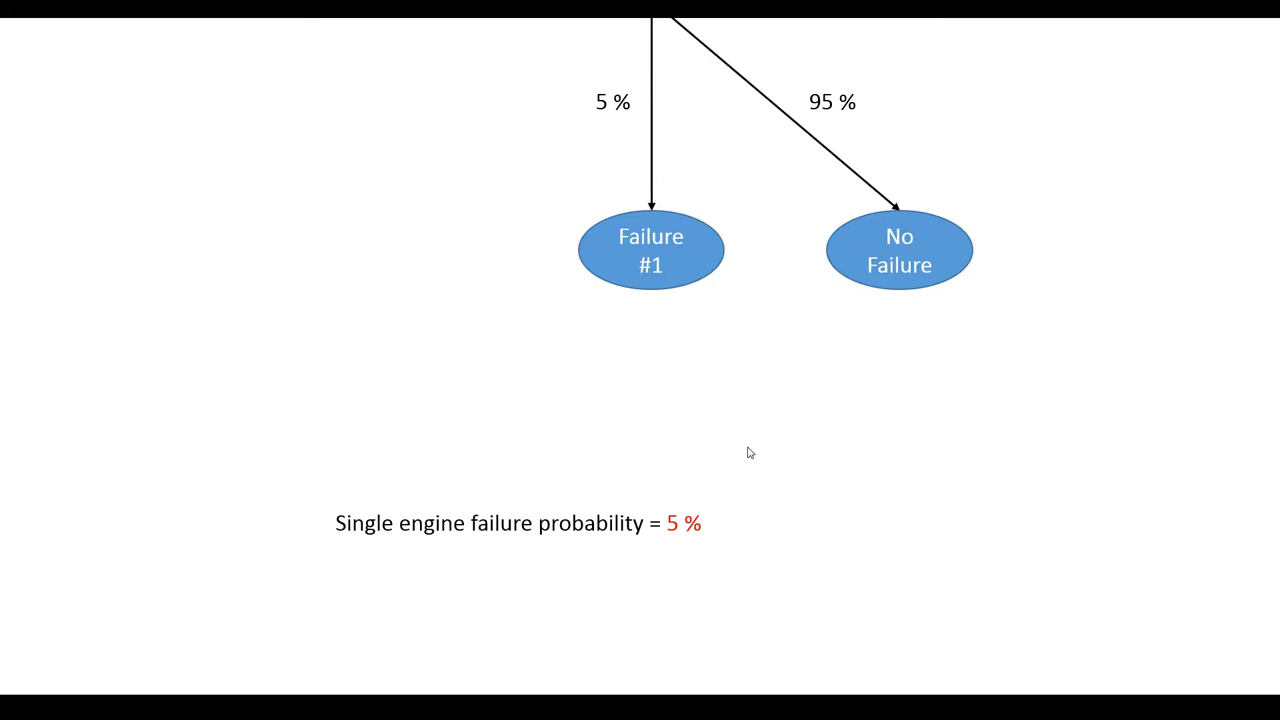 5 %
95 %
Failure
#1
No
Failure
Single engine failure probability = 5 %